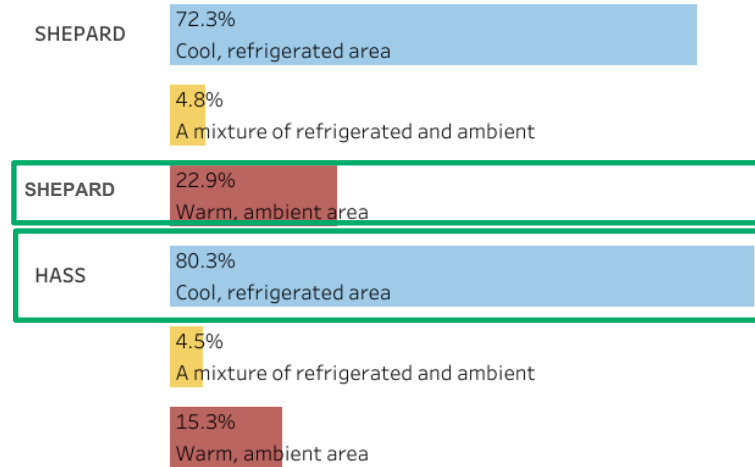 SHEPARD
72.3%
Cool, refrigerated area
4.8%
A mixture of refrigerated and ambient
SHEPARD
22.9%
Warm, ambient area
HASS
80.3%
Cool, refrigerated area
4.5%
A mixture of refrigerated and ambient
15.3%
Warm, ambient area